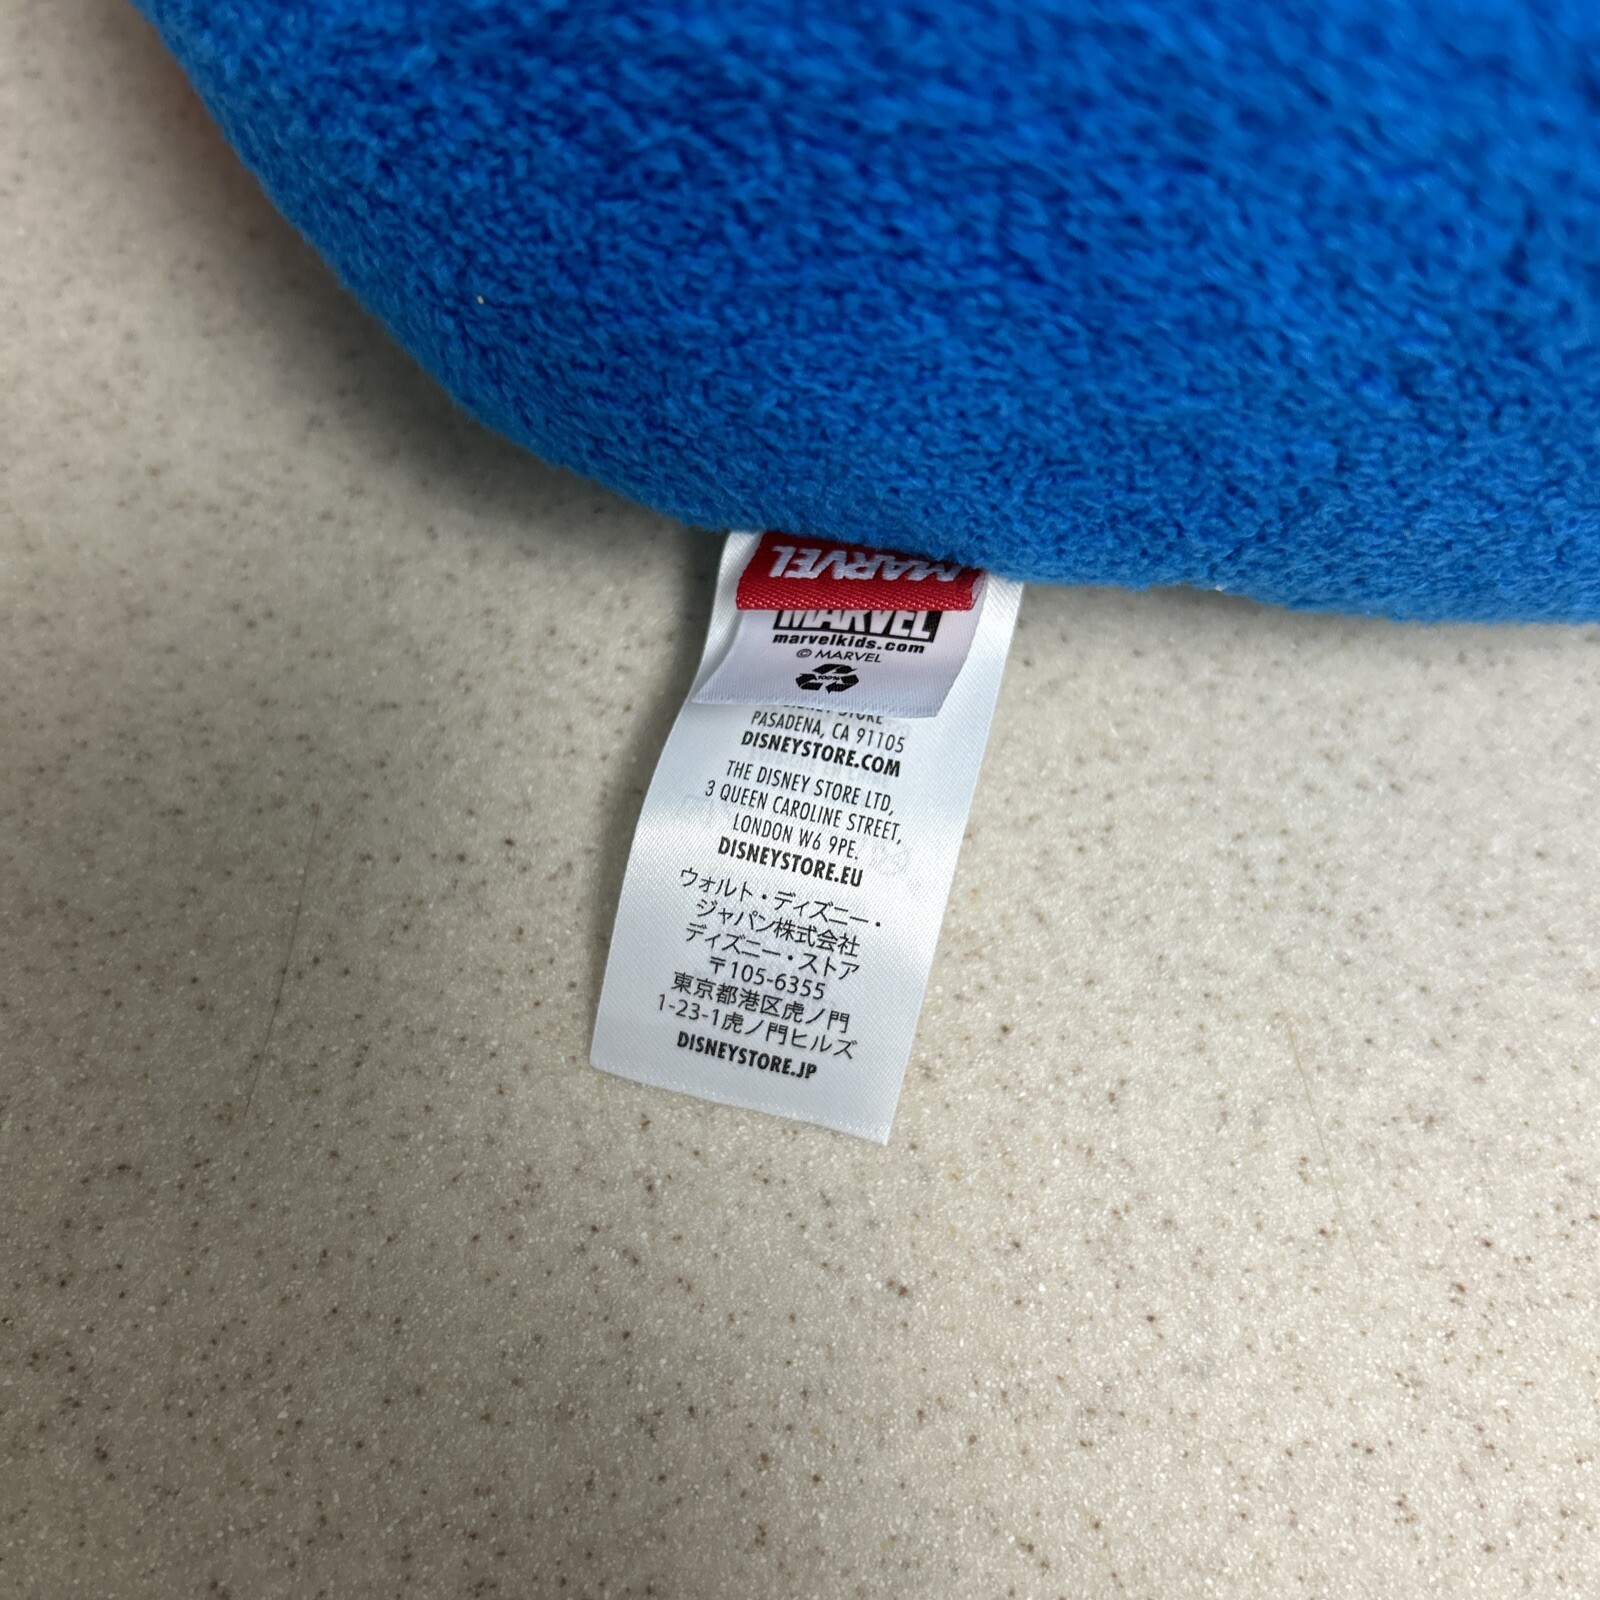 MARVEL
MARVEL
marvelkids.com
© MARVEL
100%
STORE
PASADENA, CA 91105
DISNEYSTORE.COM
THE DISNEY STORE LTD,
3 QUEEN CAROLINE STREET,
LONDON W6 9PE.
DISNEYSTORE.EU
ウォルト・ディズニー・
ジャパン株式会社
ディズニー・ストア
〒105-6355
東京都港区虎ノ門
1-23-1虎ノ門ヒルズ
DISNEYSTORE.JP